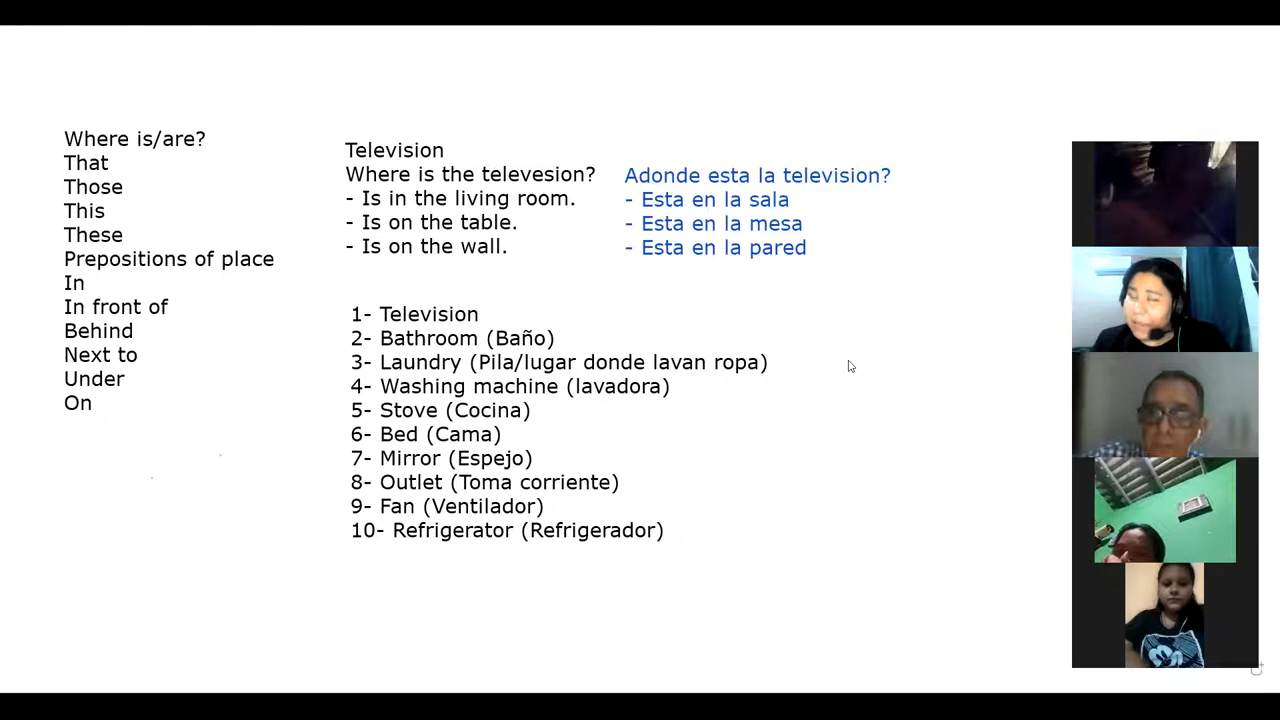 Where is/are?
That
Those
This
These
Prepositions of place
In
In front of
Behind
Next to
Under
On
Television
Where is the televesion?
- Is in the living room.
- Is on the table.
- Is on the wall.
Adonde esta la television?
- Esta en la sala
- Esta en la mesa
- Esta en la pared
1- Television
2- Bathroom (Baño)
3- Laundry (Pila/lugar donde lavan ropa)
4- Washing machine (lavadora)
5- Stove (Cocina)
6- Bed (Cama)
7- Mirror (Espejo)
8- Outlet (Toma corriente)
9- Fan (Ventilador)
10- Refrigerator (Refrigerador)